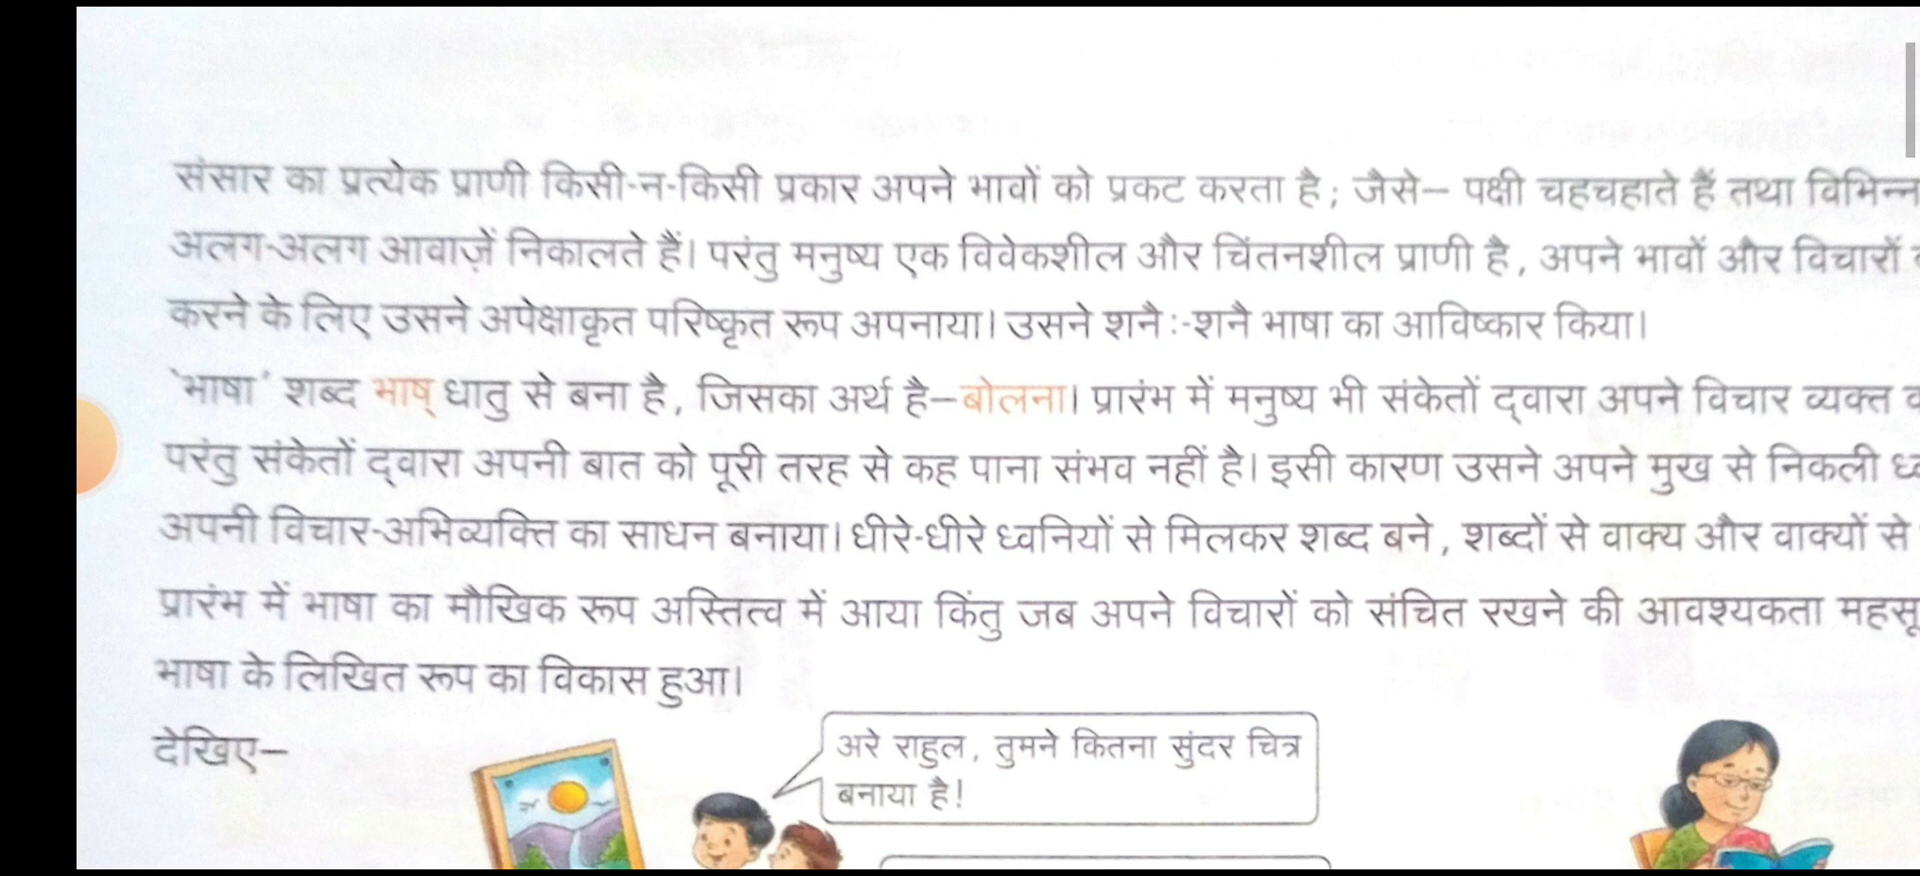 संसार का प्रत्येक प्राणी किसी-न-किसी प्रकार अपने भावों को प्रकट करता है; जैसे— पक्षी चहचहाते हैं तथा विभिन्न
अलग-अलग आवाज़ें निकालते हैं। परंतु मनुष्य एक विवेकशील और चिंतनशील प्राणी है, अपने भावों और विचारों
करने के लिए उसने अपेक्षाकृत परिष्कृत रूप अपनाया। उसने शनै:-शनै भाषा का आविष्कार किया।
'भाषा' शब्द भाष् धातु से बना है, जिसका अर्थ है—बोलना। प्रारंभ में मनुष्य भी संकेतों द्वारा अपने विचार व्यक्त
परंतु संकेतों द्वारा अपनी बात को पूरी तरह से कह पाना संभव नहीं है। इसी कारण उसने अपने मुख से निकली
अपनी विचार-अभिव्यक्ति का साधन बनाया। धीरे-धीरे ध्वनियों से मिलकर शब्द बने, शब्दों से वाक्य और वाक्यों से
प्रारंभ में भाषा का मौखिक रूप अस्तित्व में आया किंतु जब अपने विचारों को संचित रखने की आवश्यकता महसू
भाषा के लिखित रूप का विकास हुआ।
देखिए—
अरे राहुल, तुमने कितना सुंदर चित्र
बनाया है!